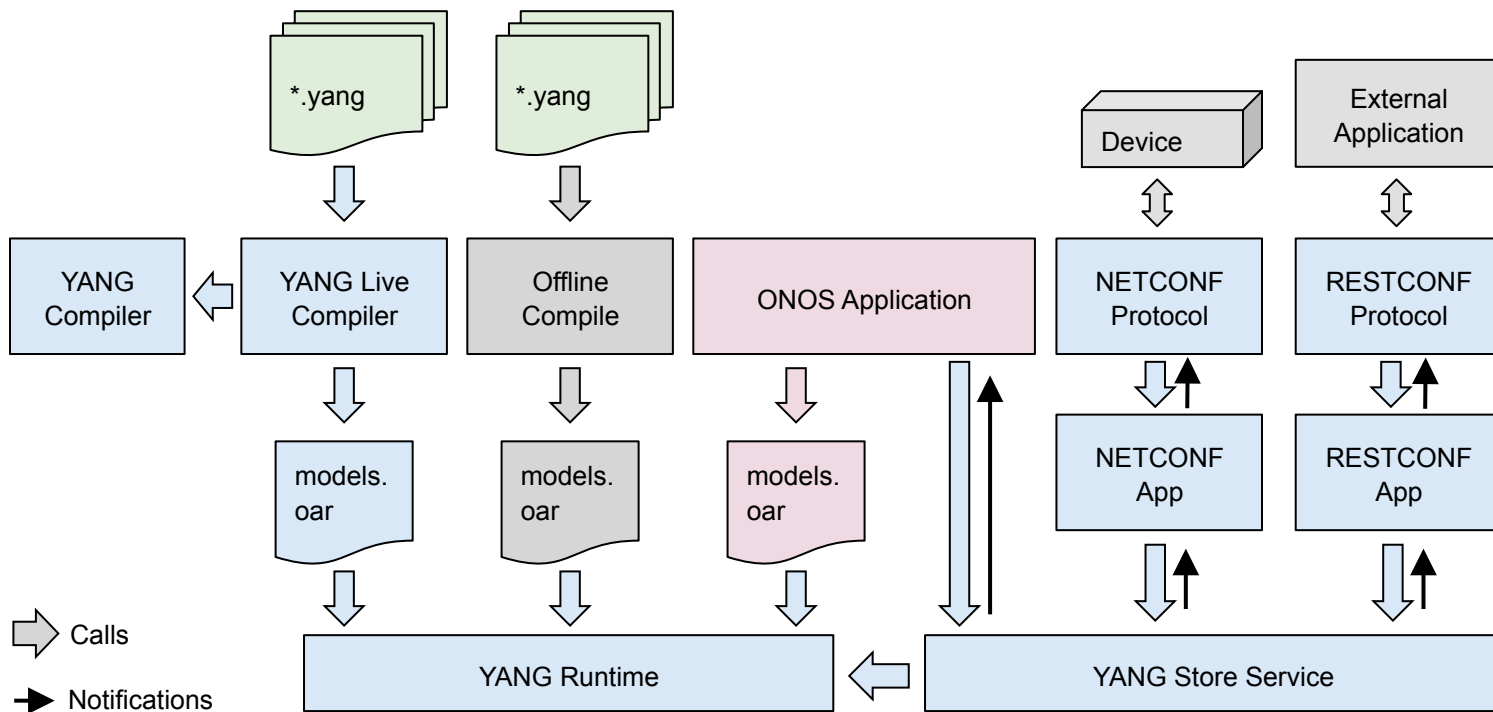 *.yang
*.yang
Device
External
Application
YANG
Compiler
YANG Live
Compiler
Offline
Compile
ONOS Application
NETCONF
Protocol
RESTCONF
Protocol
models.
oar
models.
oar
models.
oar
NETCONF
App
RESTCONF
App
Calls
Notifications
YANG Runtime
YANG Store Service